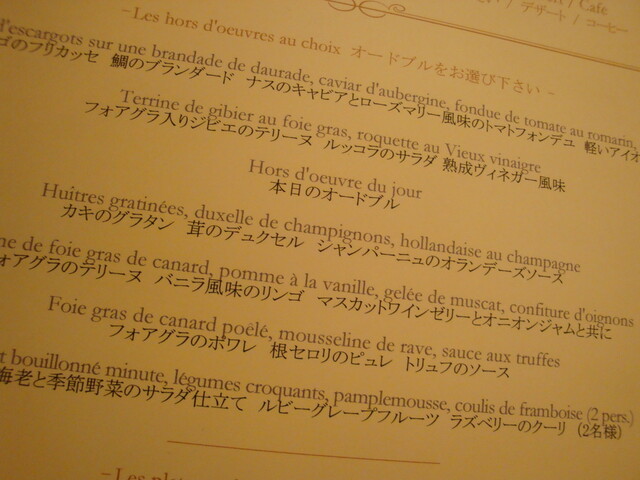 / Café
/ デザート / コーヒー
- Les hors d'oeuvres au choix オードブルをお選び下さい -
d'escargots sur une brandade de daurade, caviar d'aubergine, fondue de tomate au romarin,
ゴのフリカッセ 鯛のブランダード ナスのキャビアとローズマリー風味のトマトフォンデュ 軽いアイオ
Terrine de gibier au foie gras, roquette au Vieux vinaigre
フォアグラ入りジビエのテリーヌ ルッコラのサラダ 熟成ヴィネガー風味
Hors d'oeuvre du jour
本日のオードブル
Huîtres gratinées, duxelle de champignons, hollandaise au champagne
カキのグラタン 茸のデュクセル シャンパーニュのオランデーズソース
ne de foie gras de canard, pomme à la vanille, gelée de muscat, confiture d'oignons
ォアグラのテリーヌ バニラ風味のリンゴ マスカットワインゼリーとオニオンジャムと共に
Foie gras de canard poêlé, mousseline de rave, sauce aux truffes
フォアグラのポワレ 根セロリのピュレ トリュフのソース
t bouillonné minute, légumes croquants, pamplemousse, coulis de framboise (2 pers.)
海老と季節野菜のサラダ仕立て ルビーグレープフルーツ ラズベリーのクーリ (2名様)
- Les